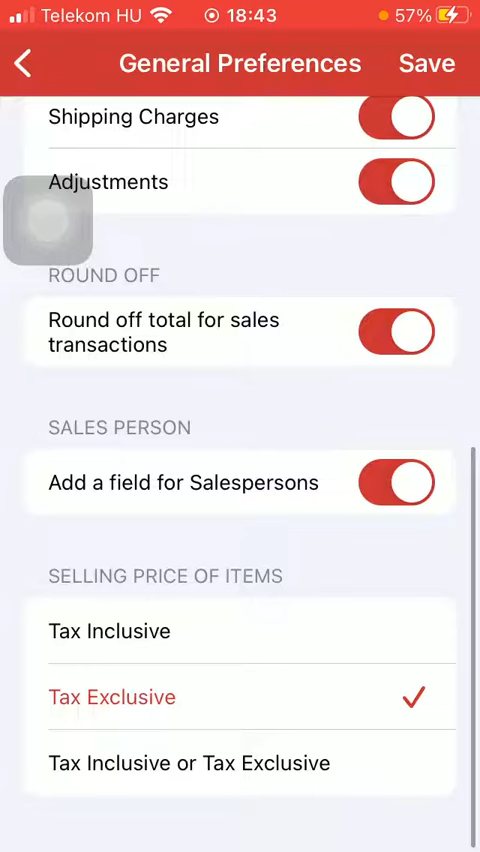 Telekom HU 18:43 57%
General Preferences Save
Shipping Charges
Adjustments
ROUND OFF
Round off total for sales
transactions
SALES PERSON
Add a field for Salespersons
SELLING PRICE OF ITEMS
Tax Inclusive
Tax Exclusive
Tax Inclusive or Tax Exclusive